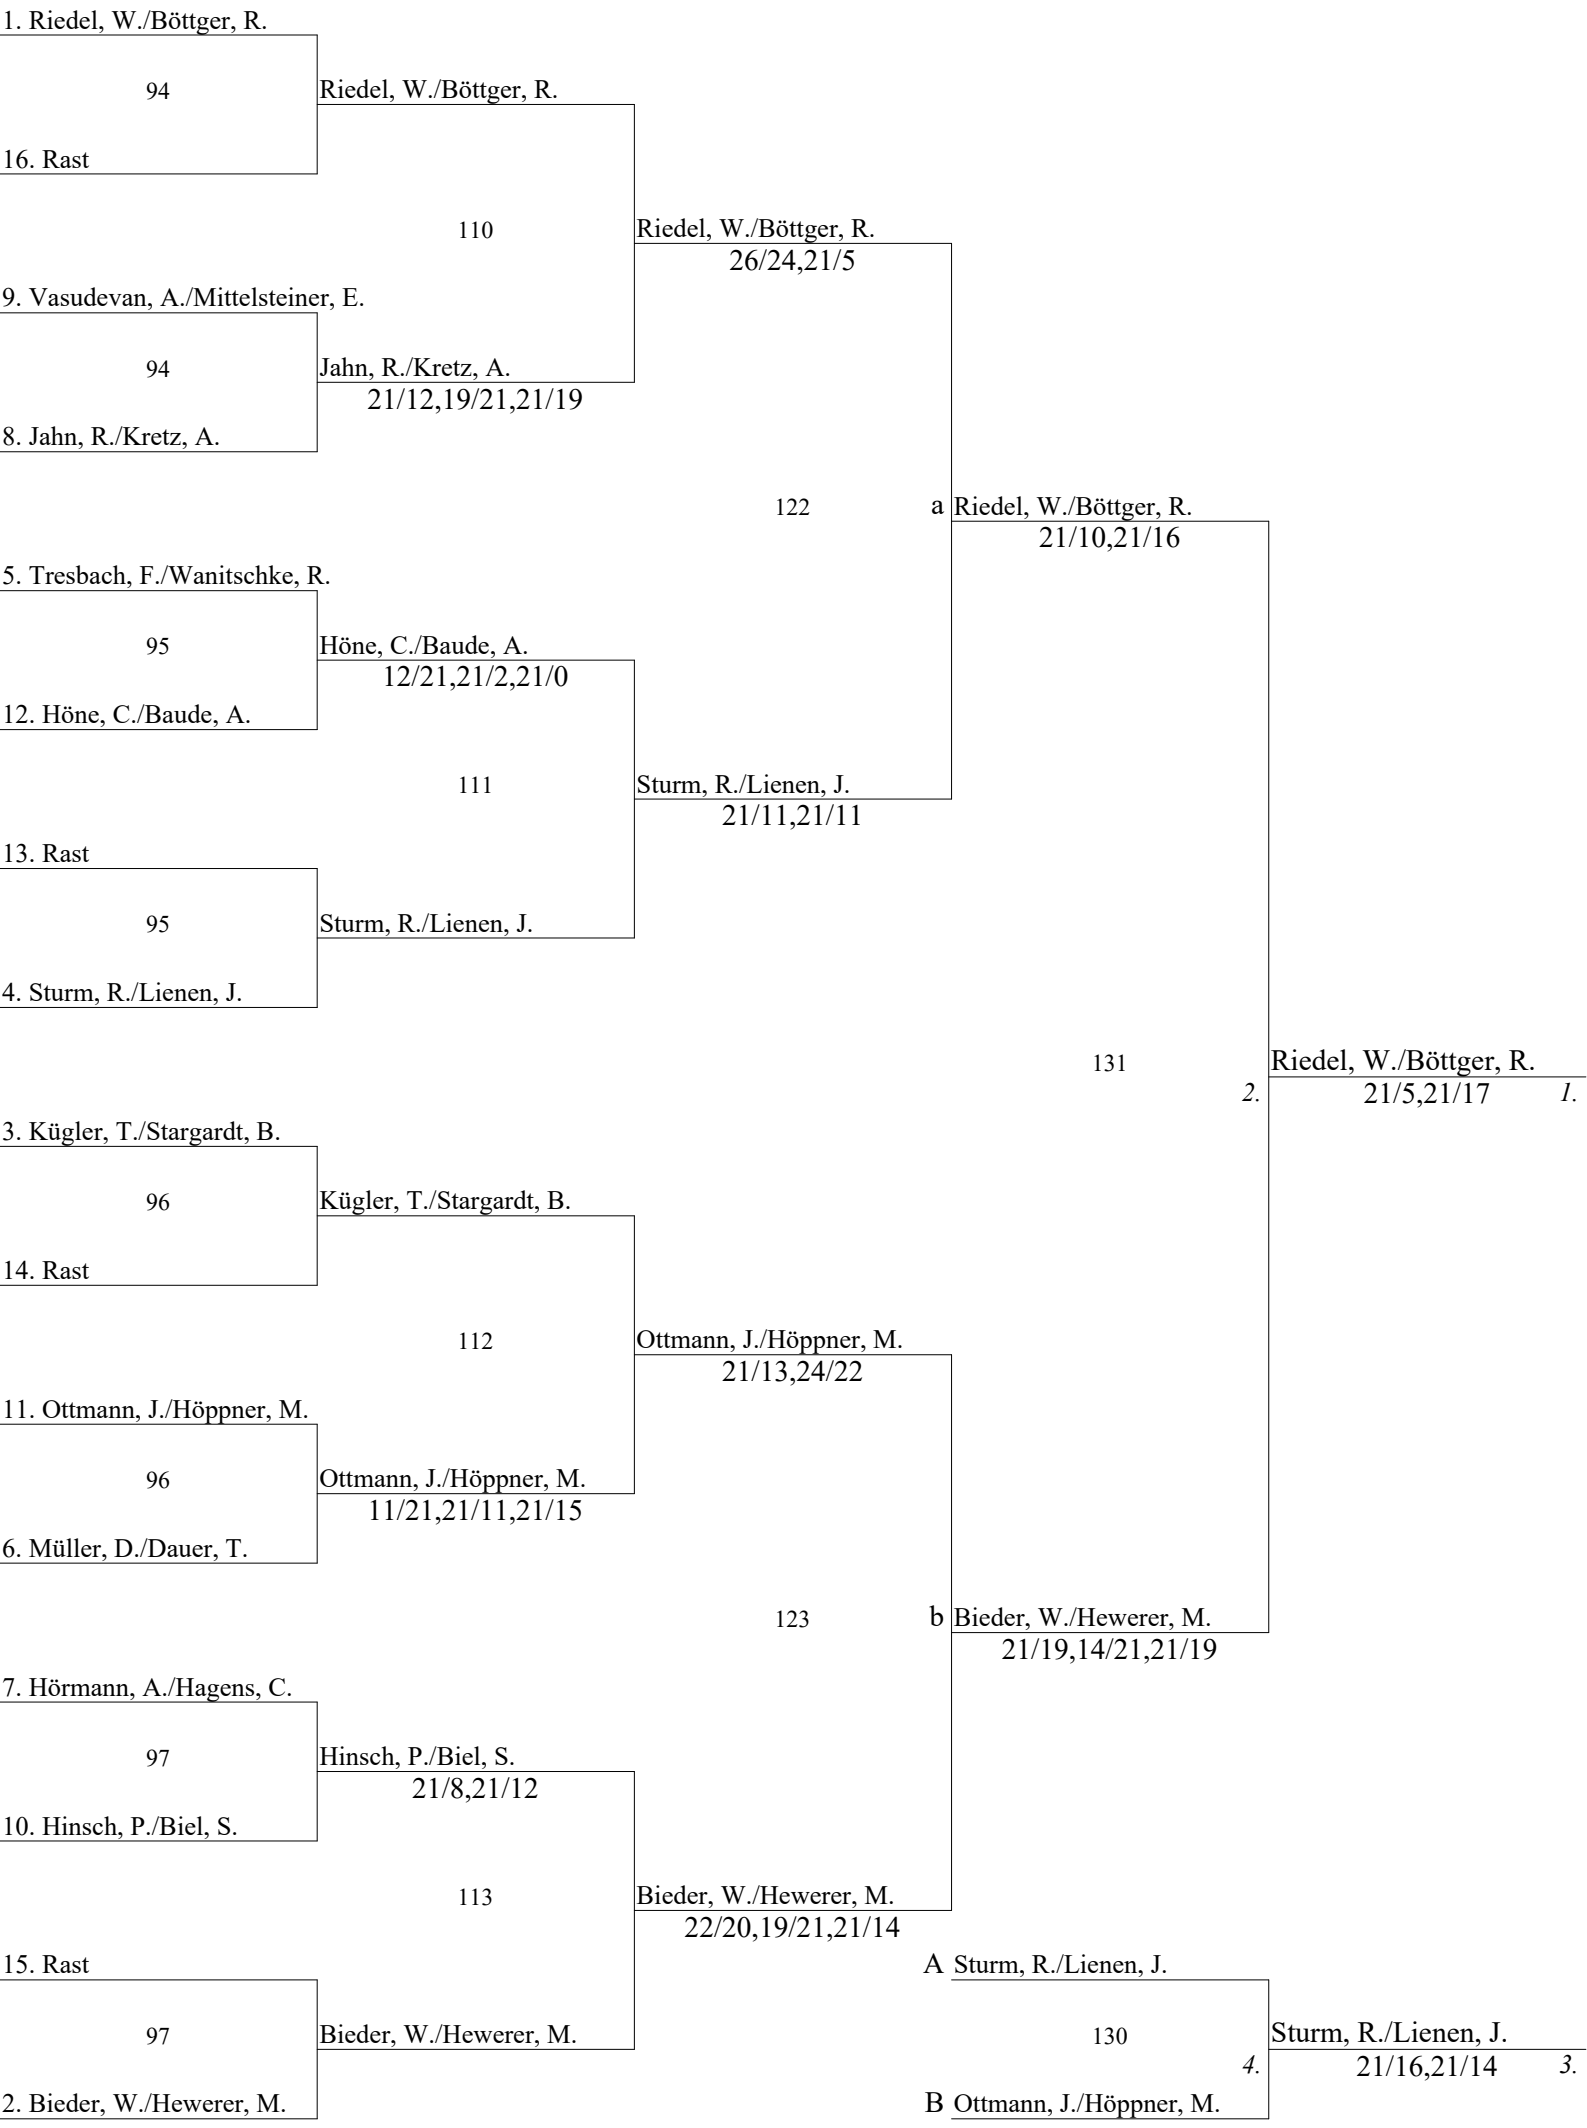 1. Riedel, W./Böttger, R.
94
Riedel, W./Böttger, R.
16. Rast
110
Riedel, W./Böttger, R.
26/24,21/5
9. Vasudevan, A./Mittelsteiner, E.
94
Jahn, R./Kretz, A.
21/12,19/21,21/19
8. Jahn, R./Kretz, A.
122
a
Riedel, W./Böttger, R.
21/10,21/16
5. Tresbach, F./Wanitschke, R.
95
Höne, C./Baude, A.
12/21,21/2,21/0
12. Höne, C./Baude, A.
111
Sturm, R./Lienen, J.
21/11,21/11
13. Rast
95
Sturm, R./Lienen, J.
4. Sturm, R./Lienen, J.
131
2.
Riedel, W./Böttger, R.
21/5,21/17
1.
3. Kügler, T./Stargardt, B.
96
Kügler, T./Stargardt, B.
14. Rast
112
Ottmann, J./Höppner, M.
21/13,24/22
11. Ottmann, J./Höppner, M.
96
Ottmann, J./Höppner, M.
11/21,21/11,21/15
6. Müller, D./Dauer, T.
123
b
Bieder, W./Hewerer, M.
21/19,14/21,21/19
7. Hörmann, A./Hagens, C.
97
Hinsch, P./Biel, S.
21/8,21/12
10. Hinsch, P./Biel, S.
113
Bieder, W./Hewerer, M.
22/20,19/21,21/14
15. Rast
97
Bieder, W./Hewerer, M.
2. Bieder, W./Hewerer, M.
A Sturm, R./Lienen, J.
130
4.
Sturm, R./Lienen, J.
21/16,21/14
3.
B Ottmann, J./Höppner, M.